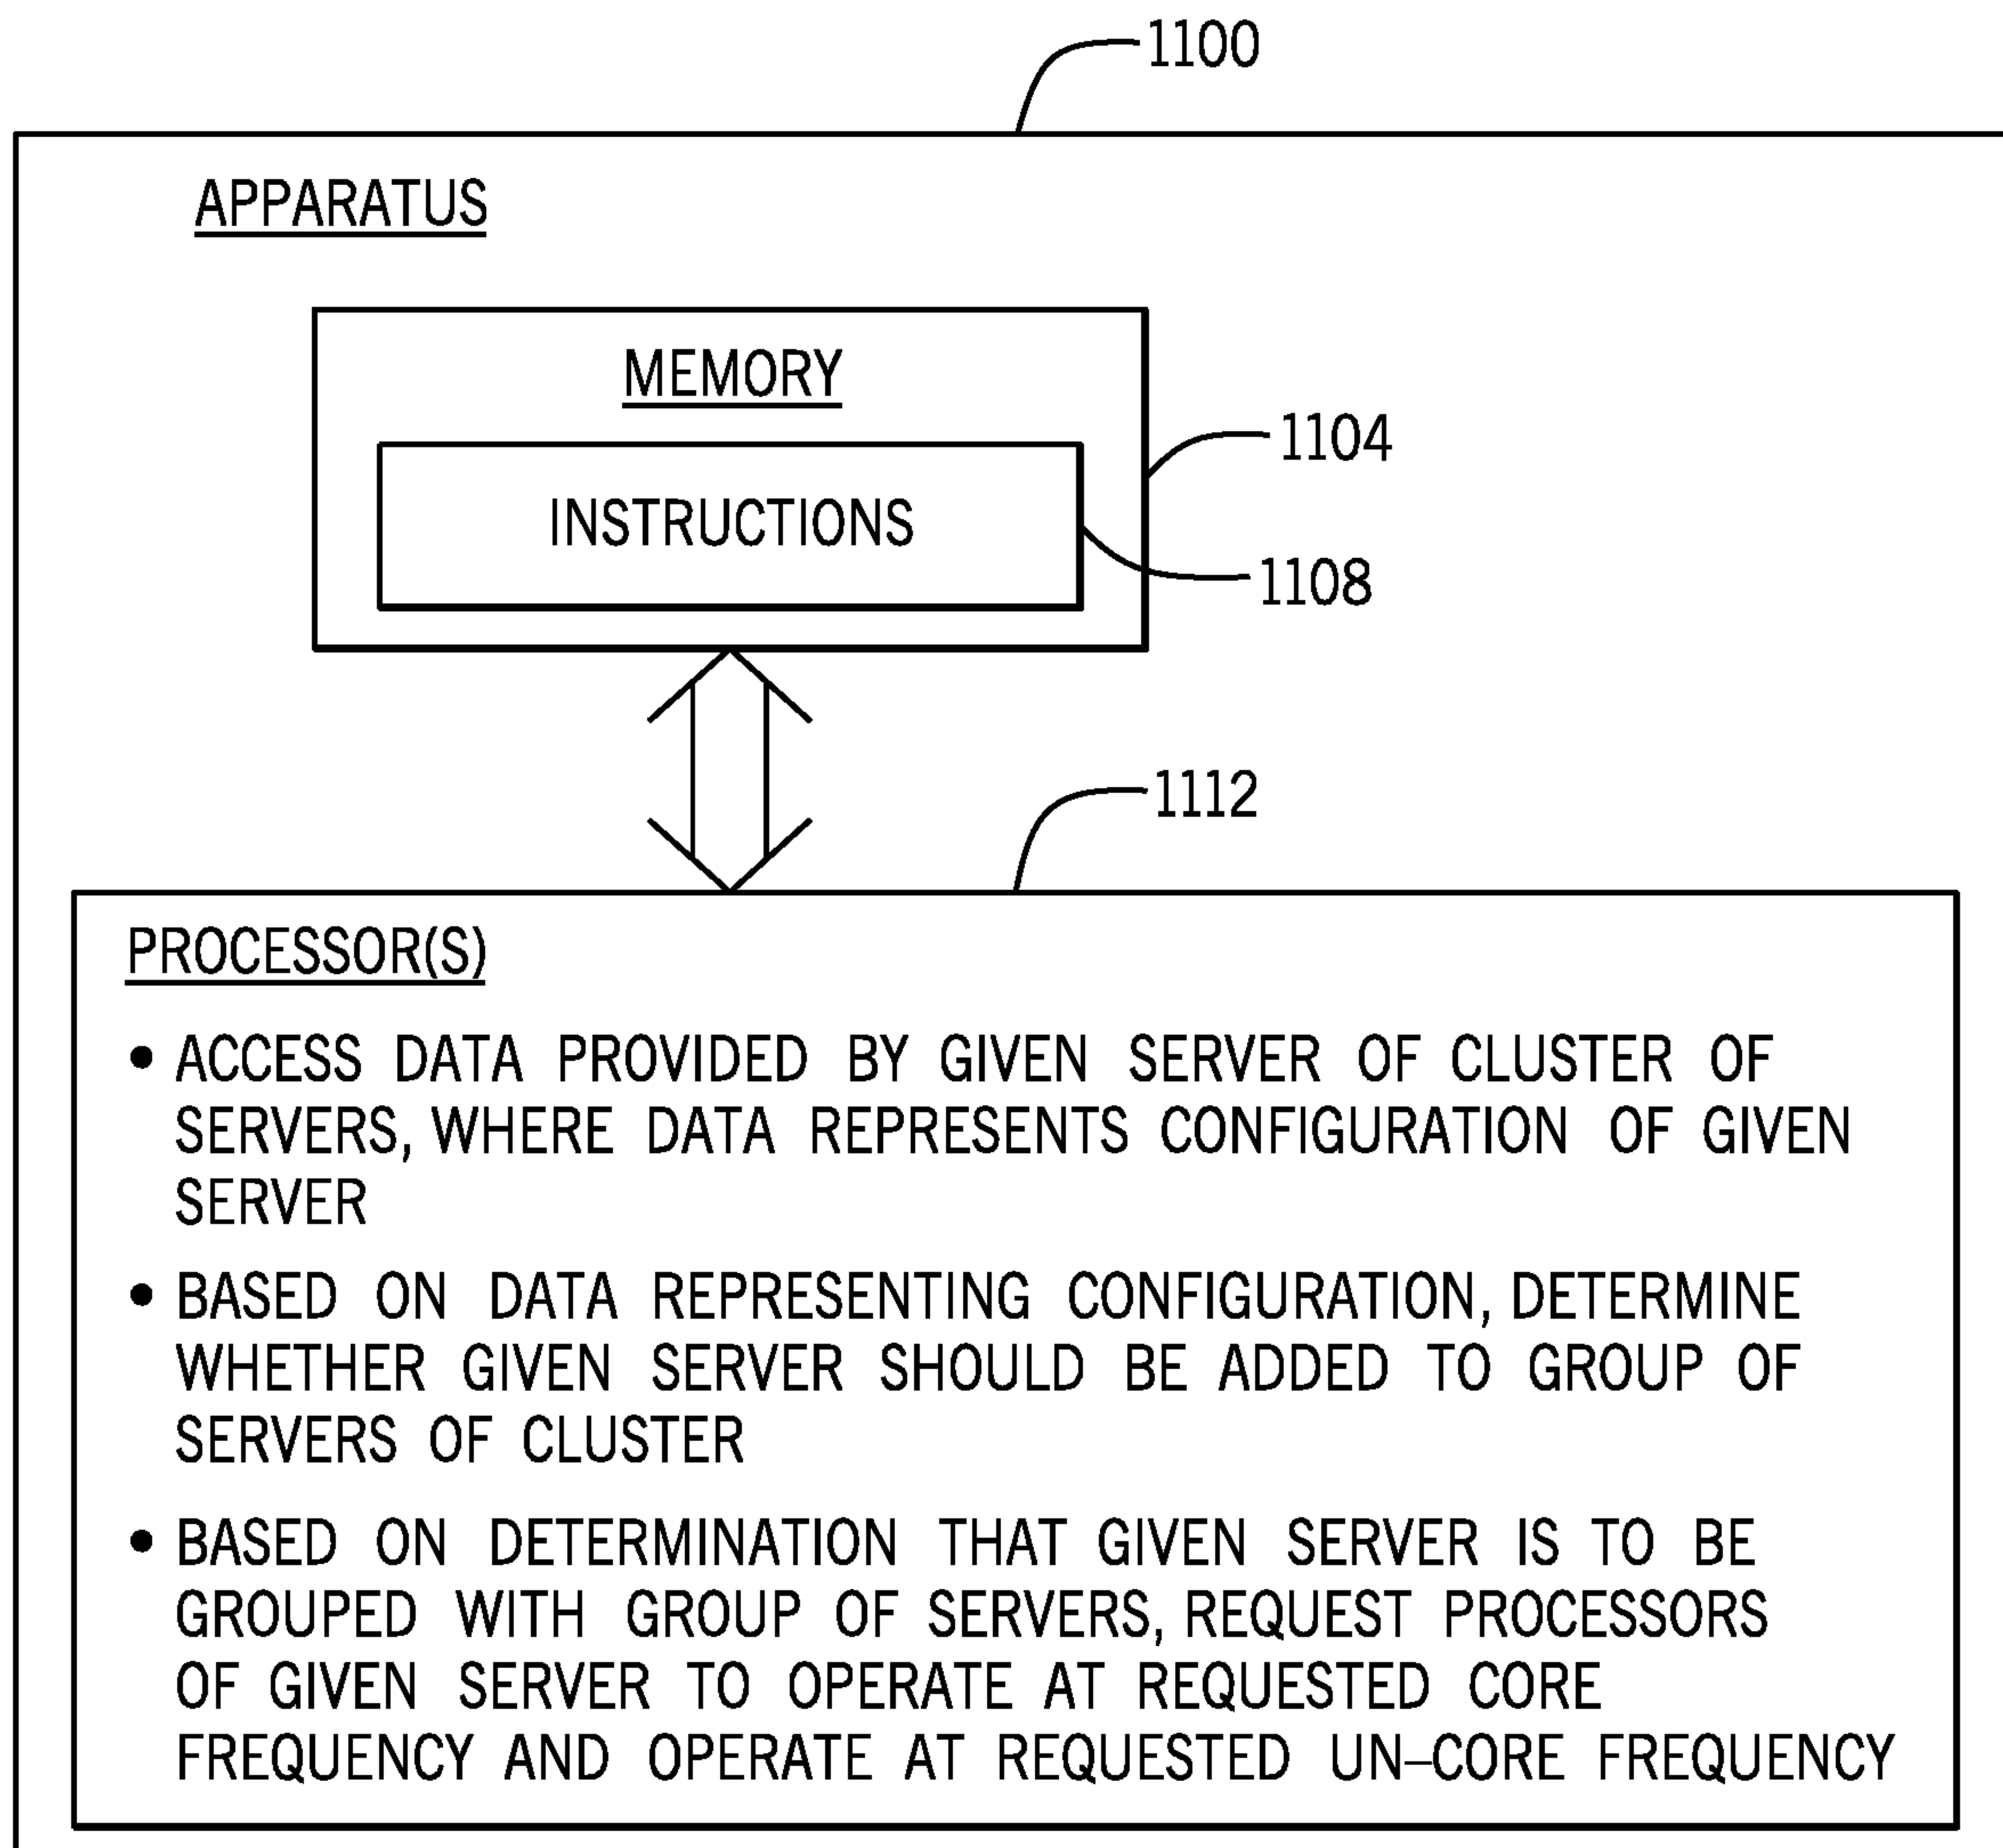 1100
APPARATUS
MEMORY
1104
INSTRUCTIONS
1108
1112
PROCESSOR(S)
• ACCESS DATA PROVIDED BY GIVEN SERVER OF CLUSTER OF
SERVERS, WHERE DATA REPRESENTS CONFIGURATION OF GIVEN
SERVER
• BASED ON DATA REPRESENTING CONFIGURATION, DETERMINE
WHETHER GIVEN SERVER SHOULD BE ADDED TO GROUP OF
SERVERS OF CLUSTER
• BASED ON DETERMINATION THAT GIVEN SERVER IS TO BE
GROUPED WITH GROUP OF SERVERS, REQUEST PROCESSORS
OF GIVEN SERVER TO OPERATE AT REQUESTED CORE
FREQUENCY AND OPERATE AT REQUESTED UN–CORE FREQUENCY